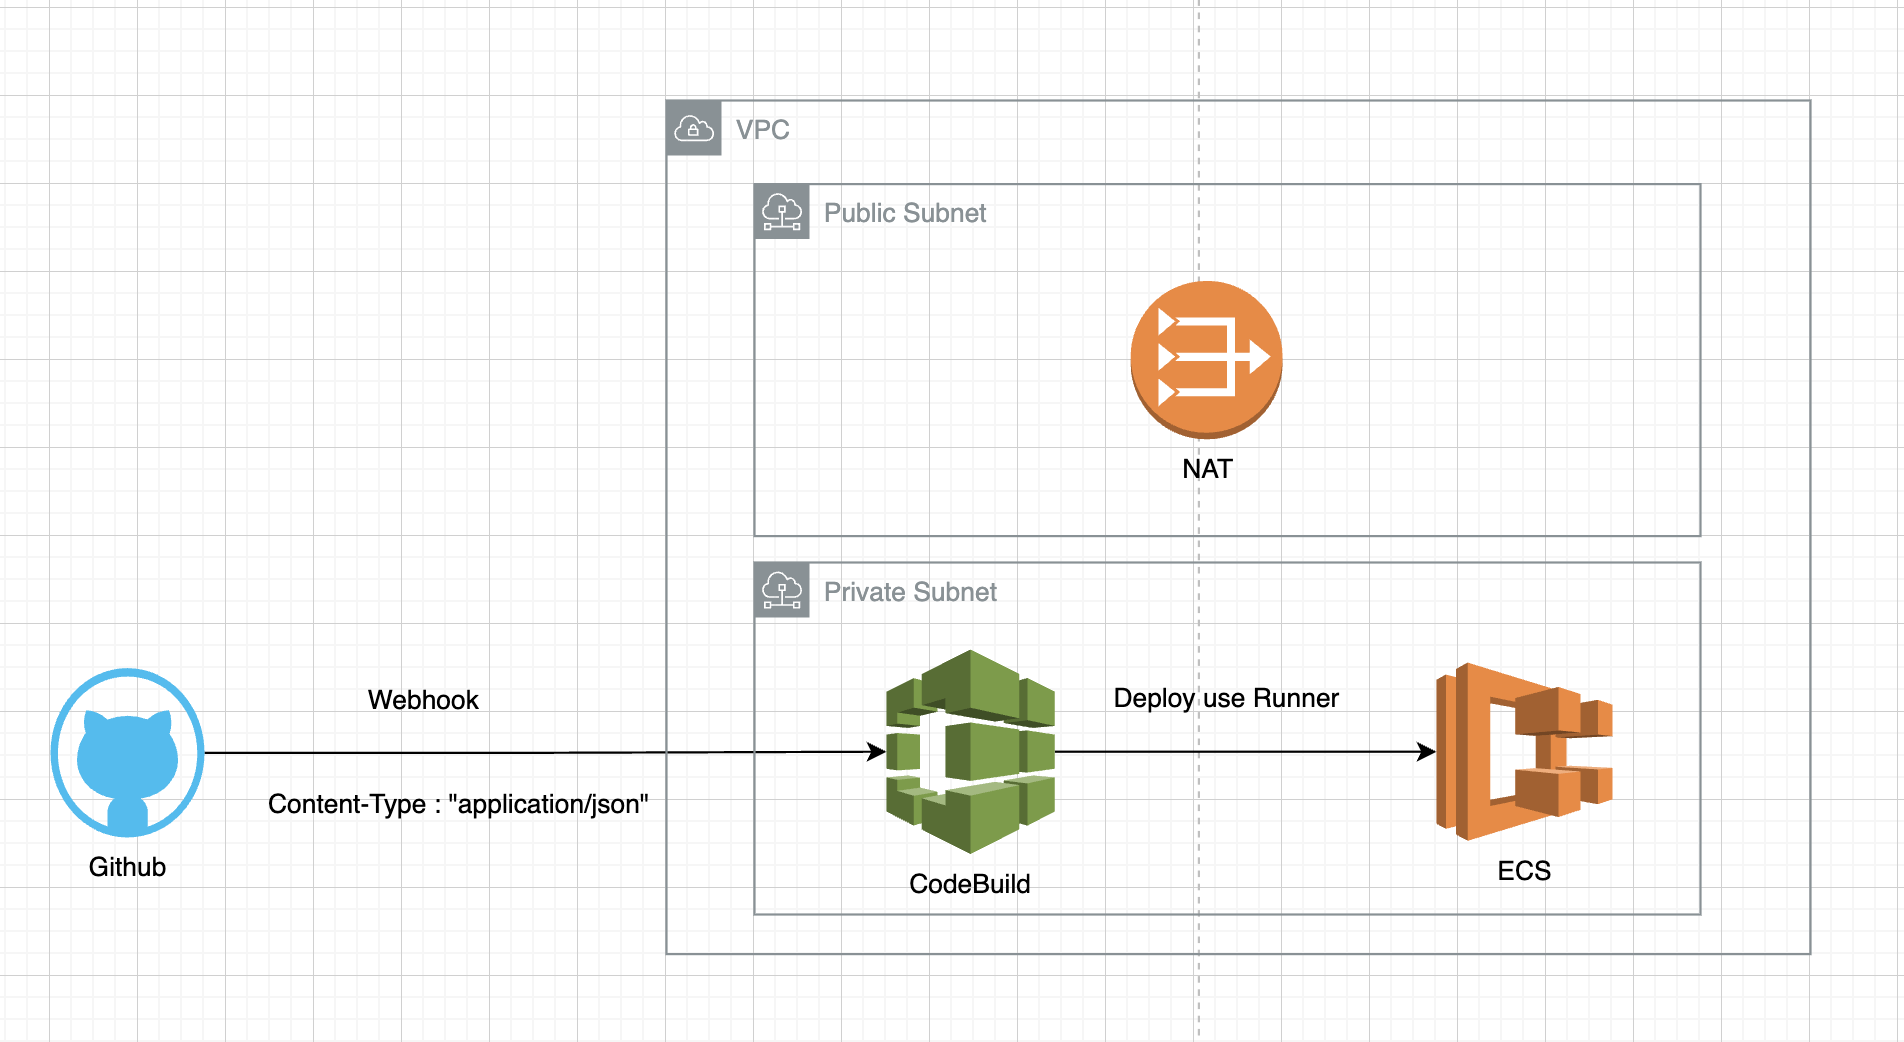 VPC
Public Subnet
NAT
Private Subnet
Webhook
Deploy use Runner
Content-Type : "application/json"
Github
CodeBuild
ECS